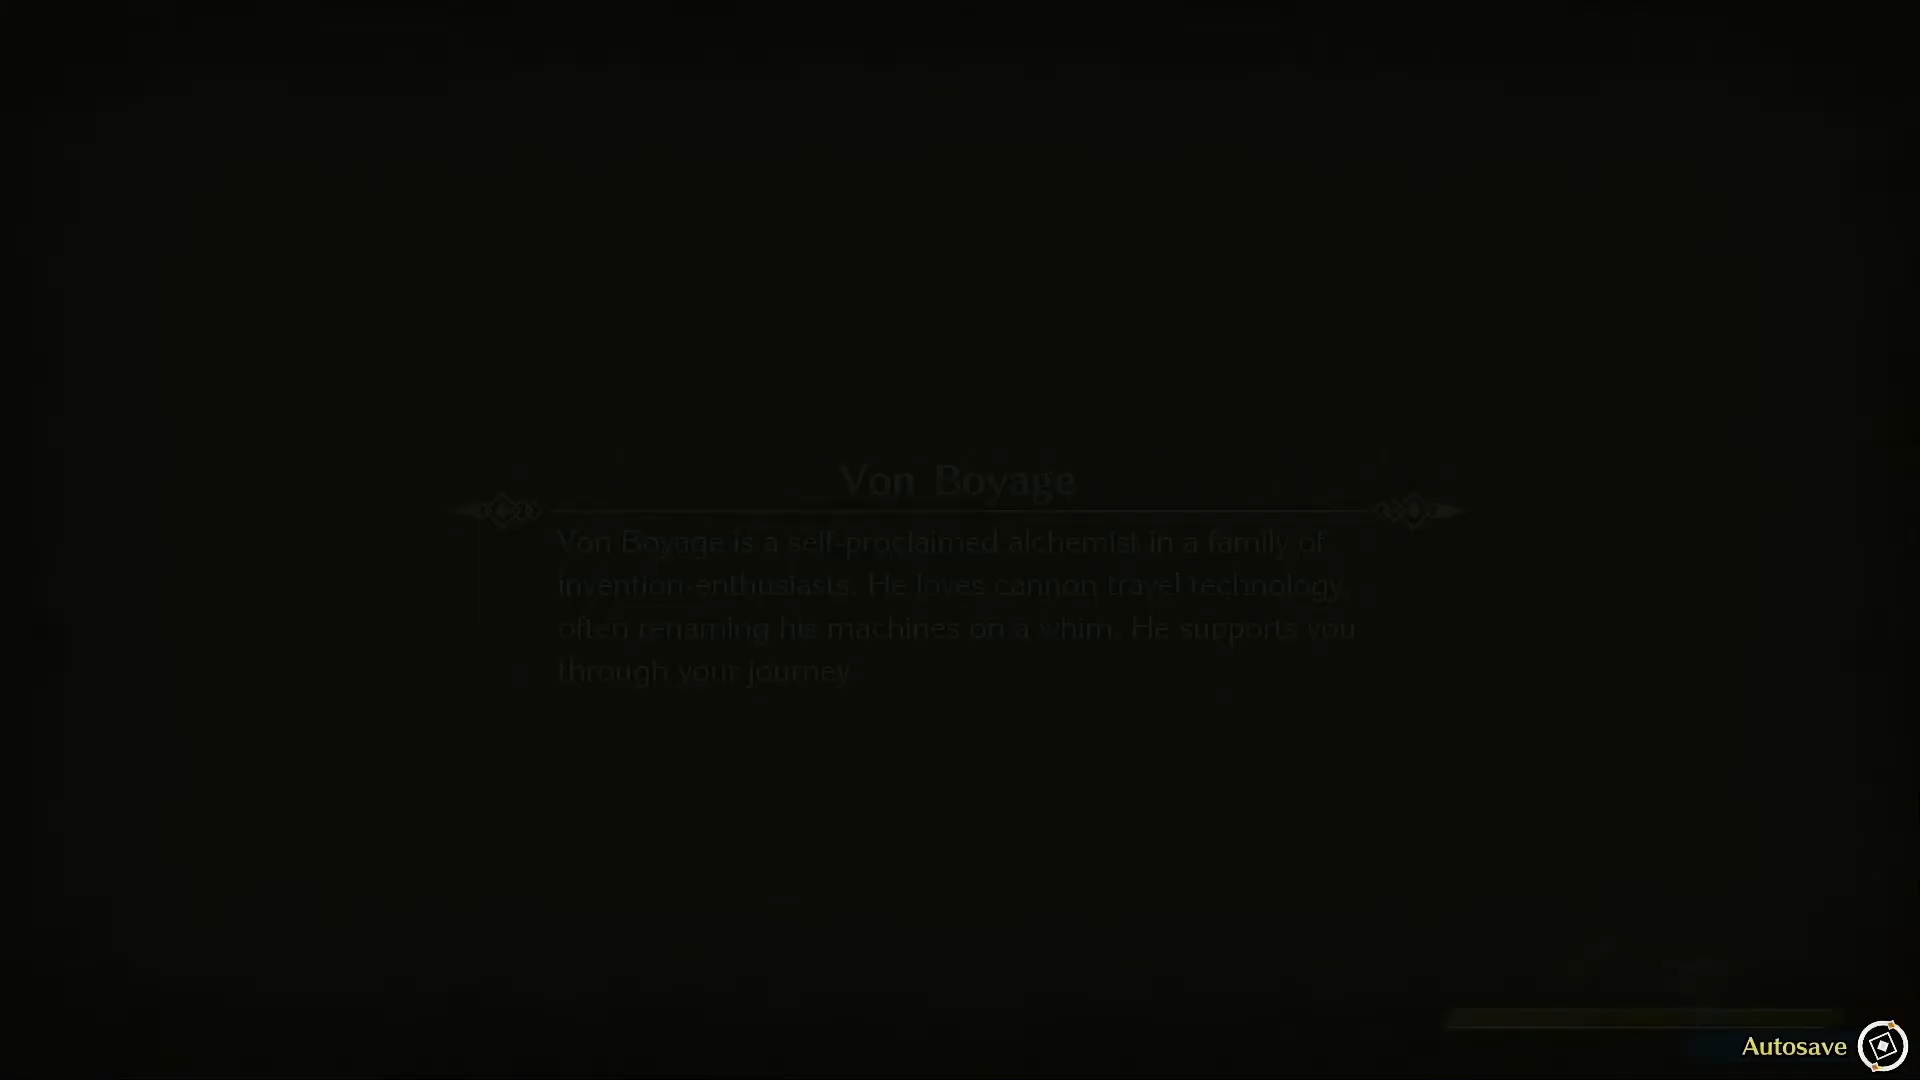 Von Boyage
Von Boyage is a self-proclaimed alchemist in a family of
invention-enthusiasts. He loves cannon travel technology,
often renaming his machines on a whim. He supports you
through your journey.
Autosave